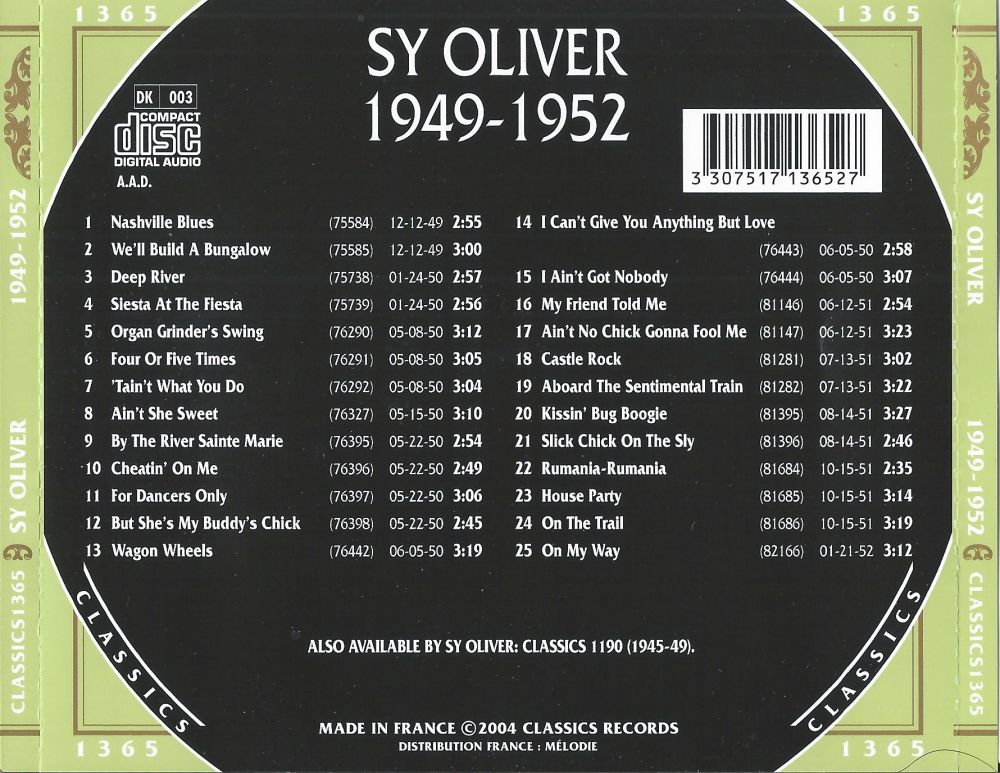 1365
1365
SY OLIVER
1949-1952
DK 003
COMPACT
disc
DIGITAL AUDIO
A.A.D.
3 307517 136527
1 Nashville Blues (75584) 12-12-49 2:55
2 We'll Build A Bungalow (75585) 12-12-49 3:00
3 Deep River (75738) 01-24-50 2:57
4 Siesta At The Fiesta (75739) 01-24-50 2:56
5 Organ Grinder's Swing (76290) 05-08-50 3:12
6 Four Or Five Times (76291) 05-08-50 3:05
7 'Tain't What You Do (76292) 05-08-50 3:04
8 Ain't She Sweet (76327) 05-15-50 3:10
9 By The River Sainte Marie (76395) 05-22-50 2:54
10 Cheatin' On Me (76396) 05-22-50 2:49
11 For Dancers Only (76397) 05-22-50 3:06
12 But She's My Buddy's Chick (76398) 05-22-50 2:45
13 Wagon Wheels (76442) 06-05-50 3:19
14 I Can't Give You Anything But Love
(76443) 06-05-50 2:58
15 I Ain't Got Nobody (76444) 06-05-50 3:07
16 My Friend Told Me (81146) 06-12-51 2:54
17 Ain't No Chick Gonna Fool Me (81147) 06-12-51 3:23
18 Castle Rock (81281) 07-13-51 3:02
19 Aboard The Sentimental Train (81282) 07-13-51 3:22
20 Kissin' Bug Boogie (81395) 08-14-51 3:27
21 Slick Chick On The Sly (81396) 08-14-51 2:46
22 Rumania-Rumania (81684) 10-15-51 2:35
23 House Party (81685) 10-15-51 3:14
24 On The Trail (81686) 10-15-51 3:19
25 On My Way (82166) 01-21-52 3:12
CLASSICS
CLASSICS
ALSO AVAILABLE BY SY OLIVER: CLASSICS 1190 (1945-49).
MADE IN FRANCE ©2004 CLASSICS RECORDS
DISTRIBUTION FRANCE : MÉLODIE
1365
1365
CLASSICS1365 SY OLIVER 1949-1952
SY OLIVER 1949-1952 CLASSICS1365